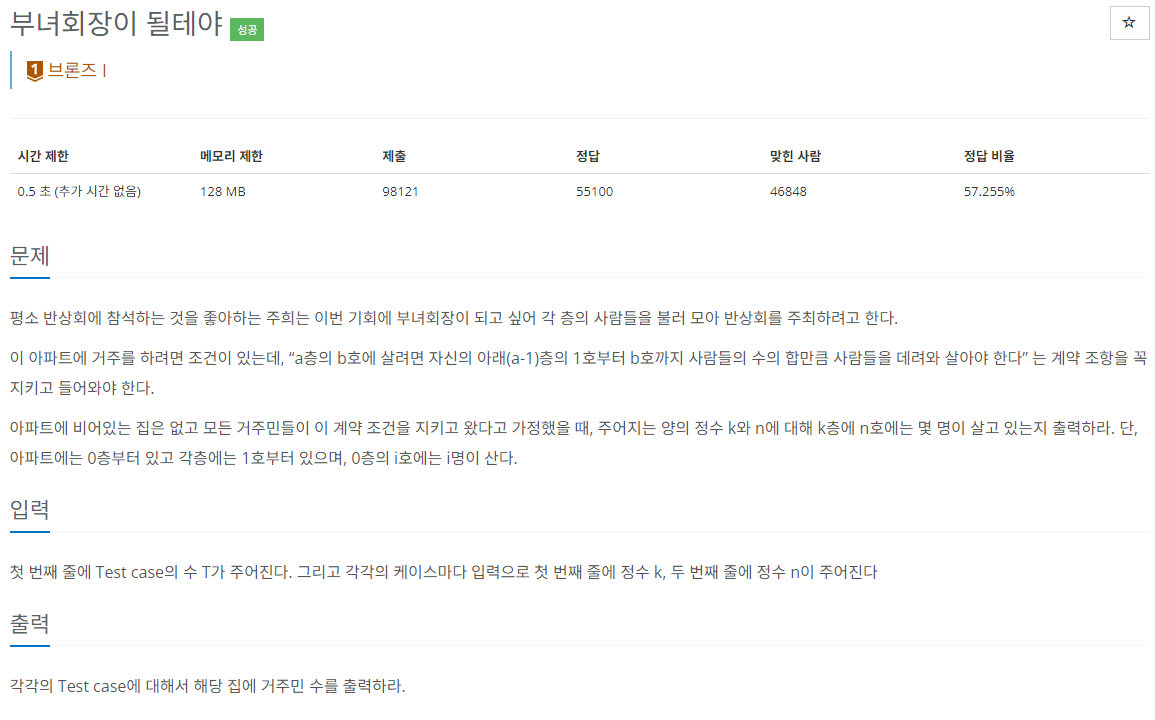 부녀회장이 될테야 성공
☆
1 브론즈 I
시간 제한 메모리 제한 제출 정답 맞힌 사람 정답 비율
0.5 초 (추가 시간 없음) 128 MB 98121 55100 46848 57.255%
문제
평소 반상회에 참석하는 것을 좋아하는 주희는 이번 기회에 부녀회장이 되고 싶어 각 층의 사람들을 불러 모아 반상회를 주최하려고 한다.
이 아파트에 거주를 하려면 조건이 있는데, “a층의 b호에 살려면 자신의 아래(a-1)층의 1호부터 b호까지 사람들의 수의 합만큼 사람들을 데려와 살아야 한다” 는 계약 조항을 꼭
지키고 들어와야 한다.
아파트에 비어있는 집은 없고 모든 거주민들이 이 계약 조건을 지키고 왔다고 가정했을 때, 주어지는 양의 정수 k와 n에 대해 k층에 n호에는 몇 명이 살고 있는지 출력하라. 단,
아파트에는 0층부터 있고 각층에는 1호부터 있으며, 0층의 i호에는 i명이 산다.
입력
첫 번째 줄에 Test case의 수 T가 주어진다. 그리고 각각의 케이스마다 입력으로 첫 번째 줄에 정수 k, 두 번째 줄에 정수 n이 주어진다
출력
각각의 Test case에 대해서 해당 집에 거주민 수를 출력하라.